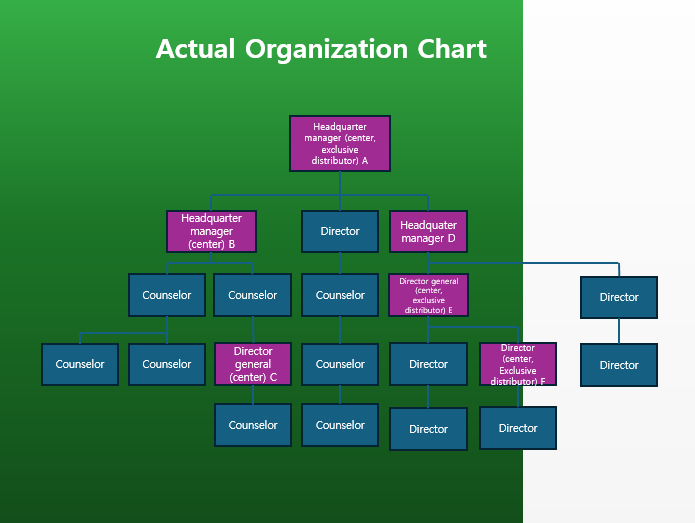 Actual Organization Chart
Headquarter
manager (center,
exclusive
distributor) A
Headquarter
manager
(center) B
Director
Headquater
manager D
Counselor
Counselor
Counselor
Director general
(center,
exclusive
distributor) E
Director
Counselor
Counselor
Director
general
(center) C
Counselor
Director
Director
(center,
Exclusive
distributor) F
Director
Counselor
Counselor
Director
Director